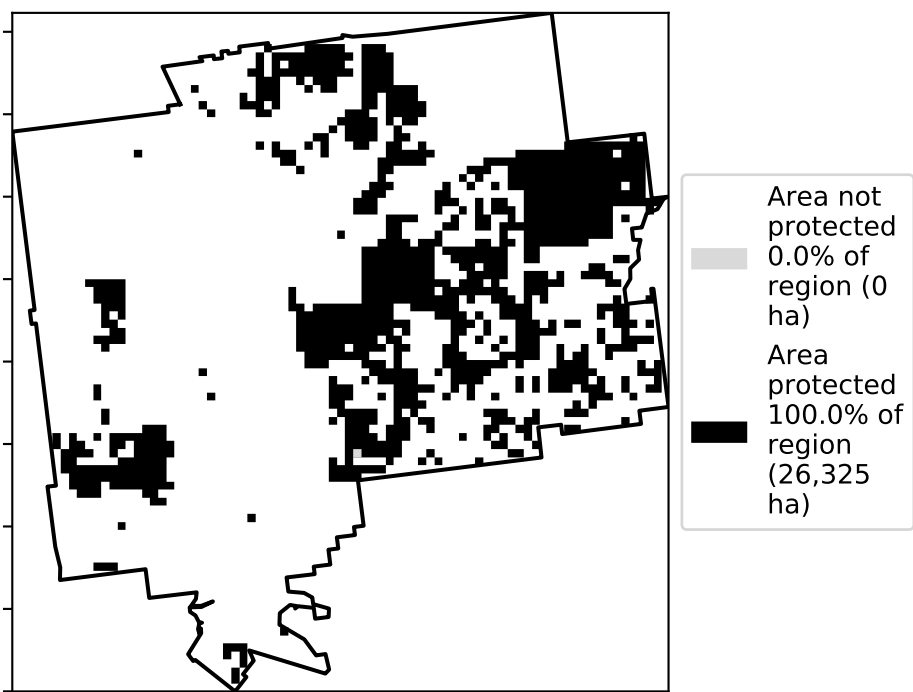 Area not
protected
0.0% of
region (0
ha)
Area
protected
100.0% of
region
(26,325
ha)